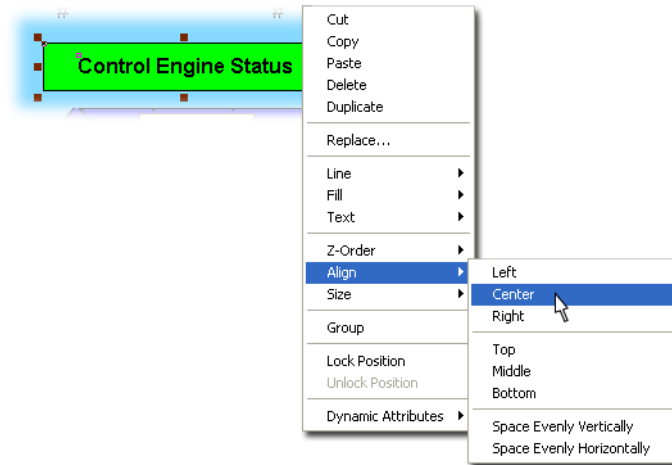 ##
##
Control Engine Status
Cut
Copy
Paste
Delete
Duplicate
Replace...
Line
Fill
Text
Z-Order
Align
Size
Group
Lock Position
Unlock Position
Dynamic Attributes
Left
Center
Right
Top
Middle
Bottom
Space Evenly Vertically
Space Evenly Horizontally